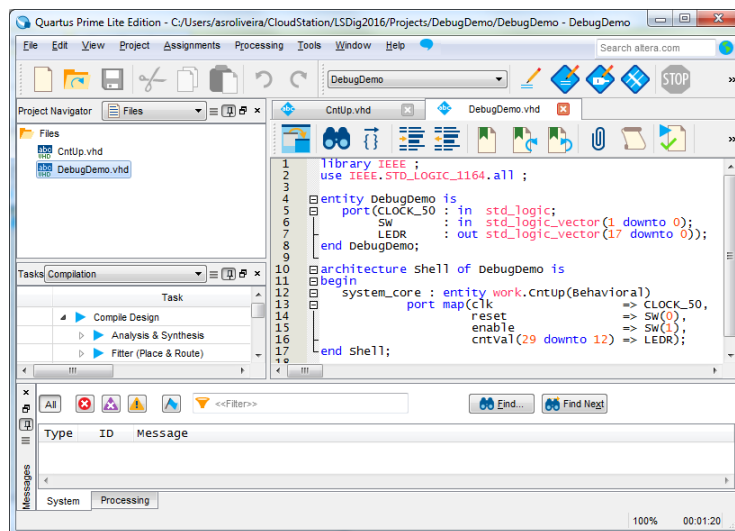 Quartus Prime Lite Edition - C:/Users/asroliveira/CloudStation/LSDig2016/Projects/DebugDemo/DebugDemo - DebugDemo
File Edit View Project Assignments Processing Tools Window Help
Search altera.com
DebugDemo
STOP
»
Project Navigator Files
Files
abc VHD CntUp.vhd
abc VHD DebugDemo.vhd
Tasks Compilation
Task
Compile Design
Analysis & Synthesis
Fitter (Place & Route)
CntUp.vhd
DebugDemo.vhd
»
1 library IEEE ;
2 use IEEE.STD_LOGIC_1164.all ;
3
4 entity DebugDemo is
5 port(CLOCK_50 : in std_logic;
6 SW : in std_logic_vector(1 downto 0);
7 LEDR : out std_logic_vector(17 downto 0));
8 end DebugDemo;
9
10 architecture Shell of DebugDemo is
11 begin
12 system_core : entity work.CntUp(Behavioral)
13 port map(clk => CLOCK_50,
14 reset => SW(0),
15 enable => SW(1),
16 cntVal(29 downto 12) => LEDR);
17 end Shell;
18
All
<<Filter>>
Find...
Find Next
Type ID Message
Messages
System Processing
100% 00:01:20